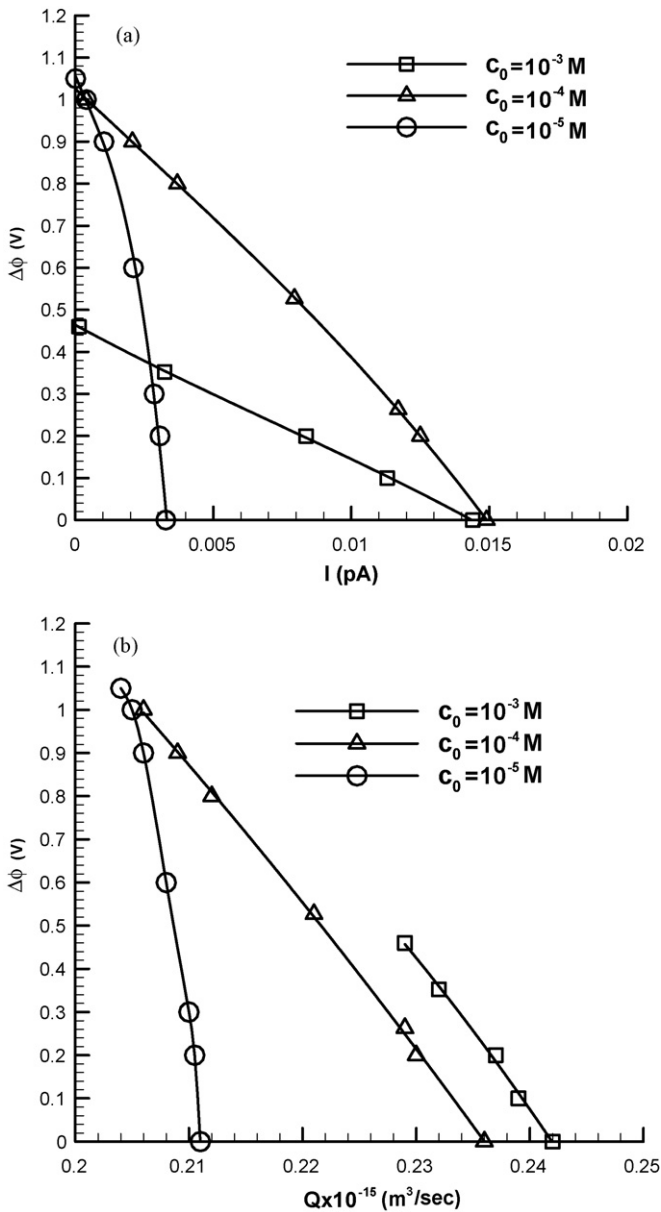 1.2
(a)
1.1
1
0.9
0.8
0.7
0.6
0.5
0.4
0.3
0.2
0.1
0
Δϕ (V)
c₀=10⁻³ M
c₀=10⁻⁴ M
c₀=10⁻⁵ M
0 0.005 0.01 0.015 0.02
I (pA)
1.2
(b)
1.1
1
0.9
0.8
0.7
0.6
0.5
0.4
0.3
0.2
0.1
0
Δϕ (V)
c₀=10⁻³ M
c₀=10⁻⁴ M
c₀=10⁻⁵ M
0.2 0.21 0.22 0.23 0.24 0.25
Qx10⁻¹⁵ (m³/sec)